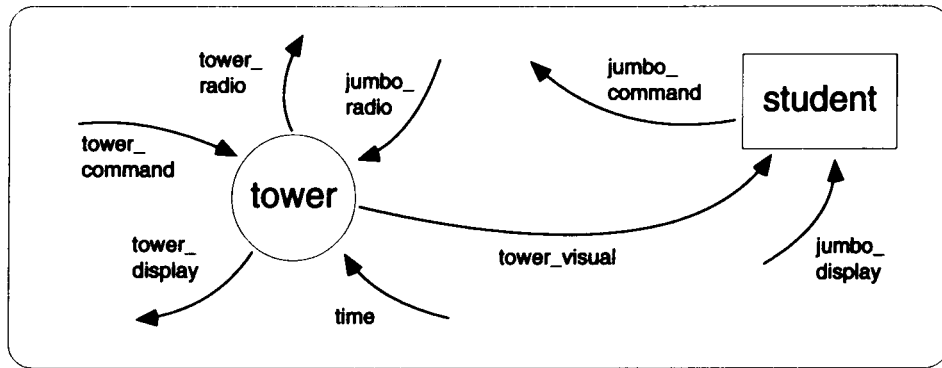 tower_
radio
jumbo_
radio
jumbo_
command
student
tower_
command
tower
tower_
display
tower_visual
jumbo_
display
time